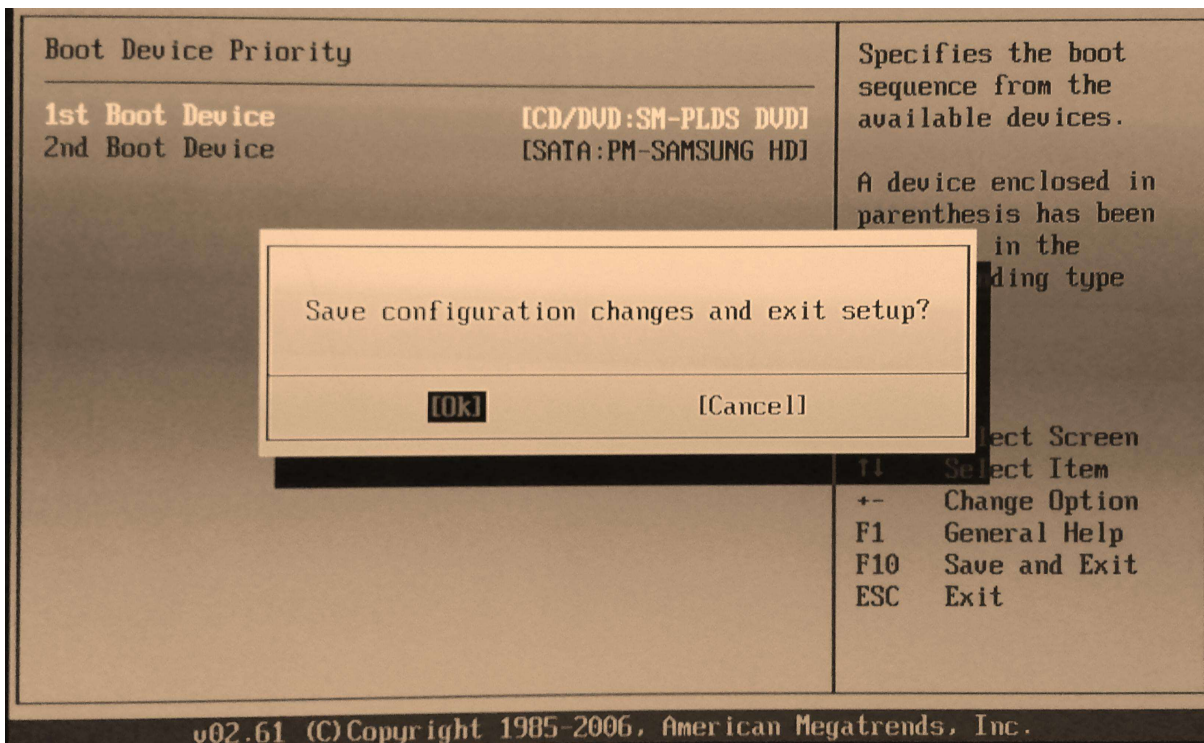 Boot Device Priority
1st Boot Device [CD/DVD:SM-PLDS DVD]
2nd Boot Device [SATA:PM-SAMSUNG HD]
Save configuration changes and exit setup?
[Ok] [Cancel]
Specifies the boot
sequence from the
available devices.
A device enclosed in
parenthesis has been
in the
ding type
ect Screen
↑↓ Select Item
+- Change Option
F1 General Help
F10 Save and Exit
ESC Exit
v02.61 (C)Copyright 1985-2006, American Megatrends, Inc.